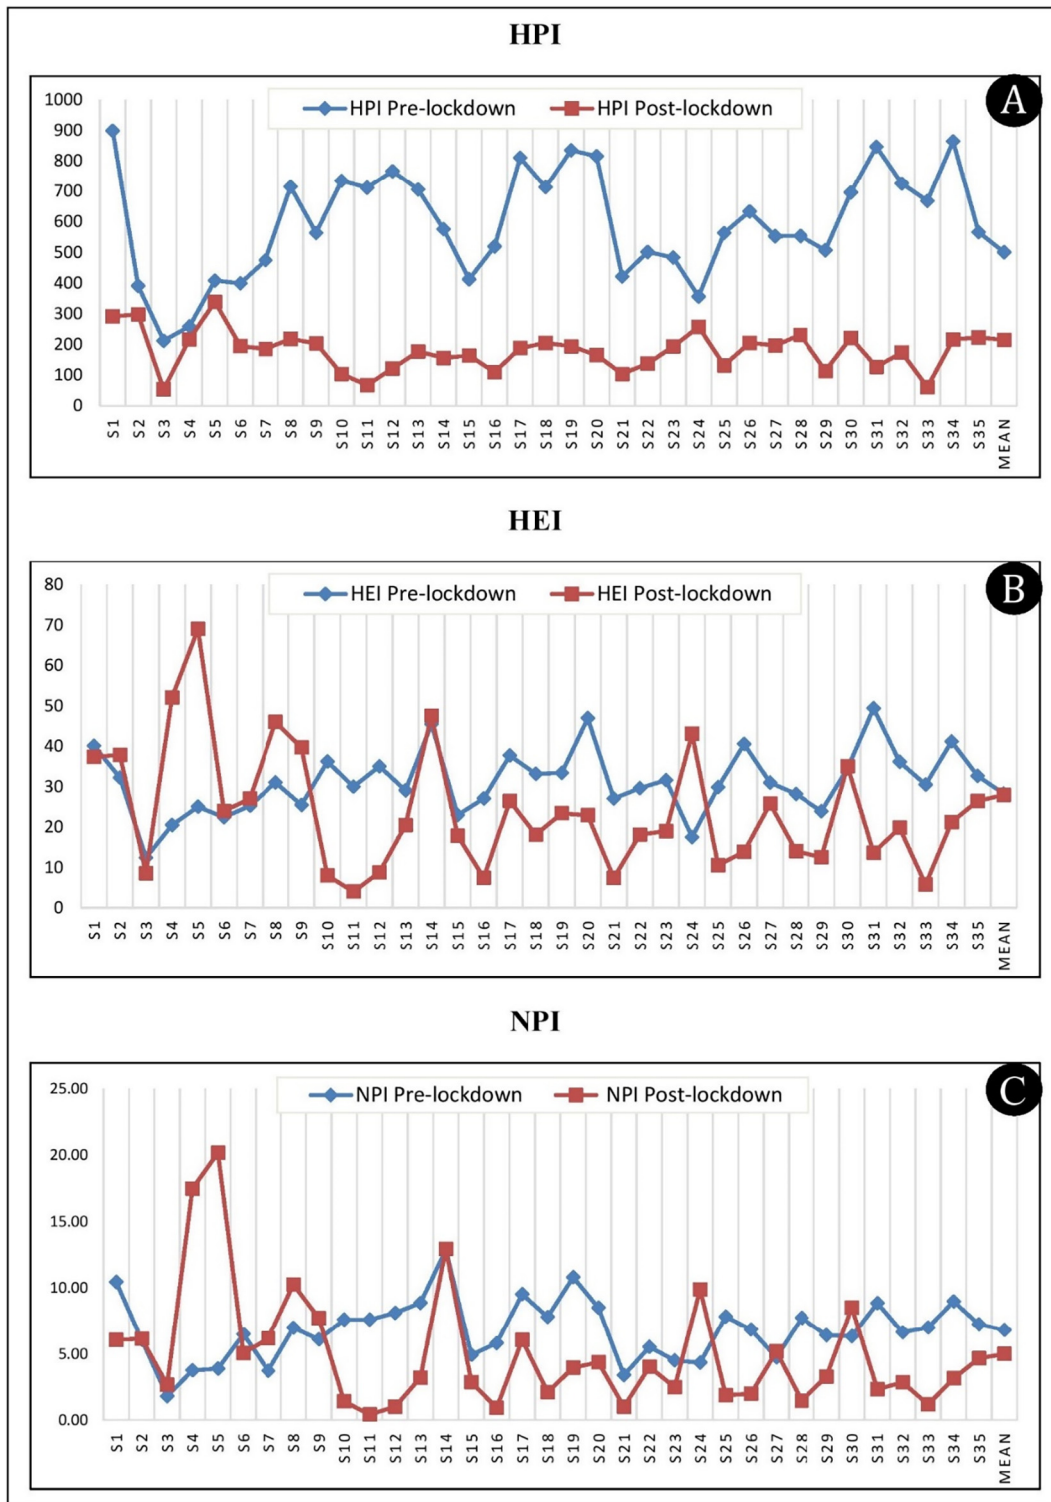 HPI
A
HPI Pre-lockdown HPI Post-lockdown
1000
900
800
700
600
500
400
300
200
100
0
S1 S2 S3 S4 S5 S6 S7 S8 S9 S10 S11 S12 S13 S14 S15 S16 S17 S18 S19 S20 S21 S22 S23 S24 S25 S26 S27 S28 S29 S30 S31 S32 S33 S34 S35 MEAN
HEI
B
HEI Pre-lockdown HEI Post-lockdown
80
70
60
50
40
30
20
10
0
S1 S2 S3 S4 S5 S6 S7 S8 S9 S10 S11 S12 S13 S14 S15 S16 S17 S18 S19 S20 S21 S22 S23 S24 S25 S26 S27 S28 S29 S30 S31 S32 S33 S34 S35 MEAN
NPI
C
NPI Pre-lockdown NPI Post-lockdown
25.00
20.00
15.00
10.00
5.00
0.00
S1 S2 S3 S4 S5 S6 S7 S8 S9 S10 S11 S12 S13 S14 S15 S16 S17 S18 S19 S20 S21 S22 S23 S24 S25 S26 S27 S28 S29 S30 S31 S32 S33 S34 S35 MEAN